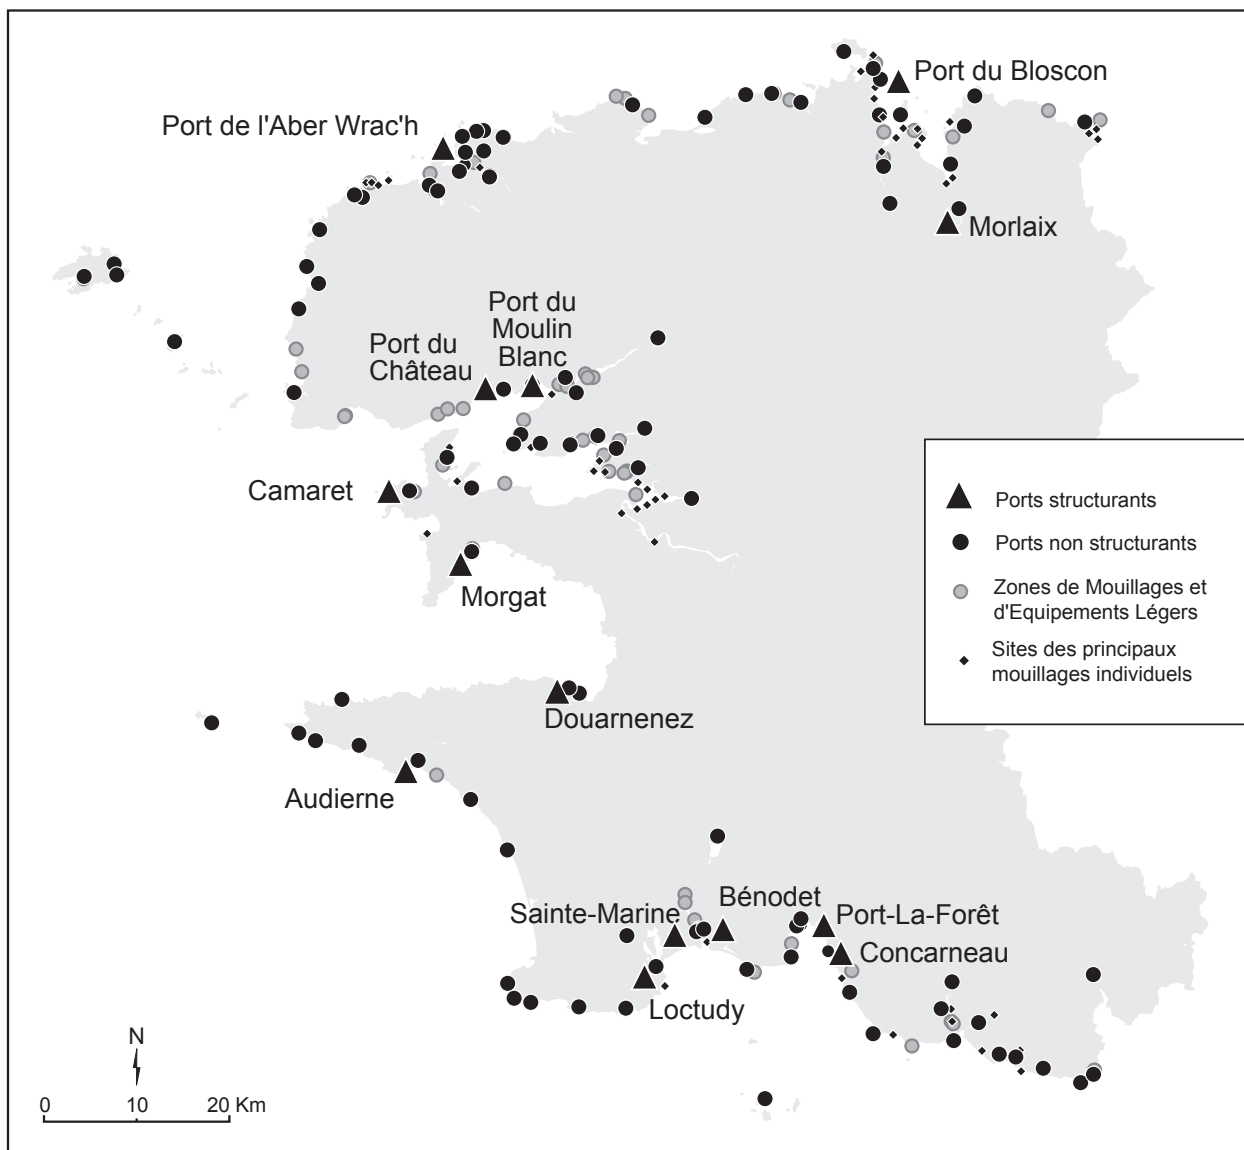 Port du Bloscon
Port de l'Aber Wrac'h
Morlaix
Port du
Moulin
Blanc
Port du
Château
Camaret
Morgat
Ports structurants
Ports non structurants
Zones de Mouillages et
d'Equipements Légers
Sites des principaux
mouillages individuels
Douarnenez
Audierne
Bénodet
Sainte-Marine
Port-La-Forêt
Concarneau
Loctudy
N
0 10 20 Km